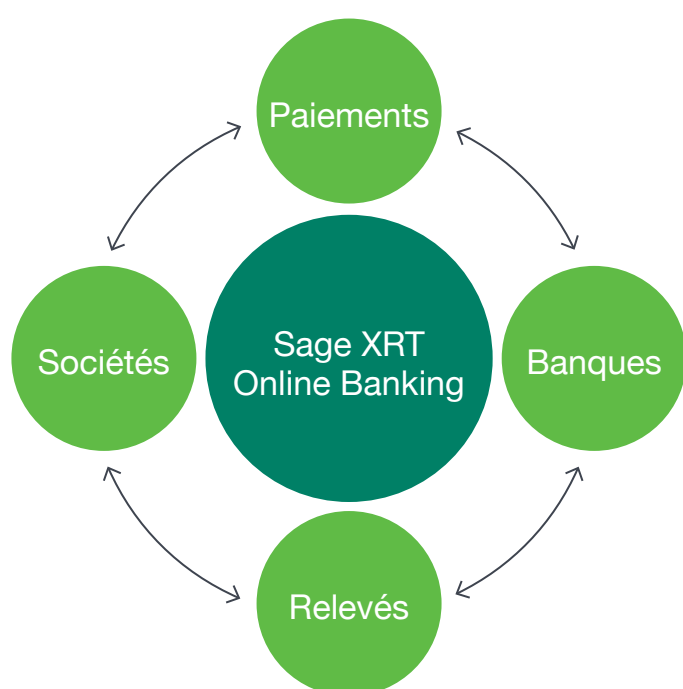 Paiements
Sociétés
Sage XRT
Online Banking
Banques
Relevés